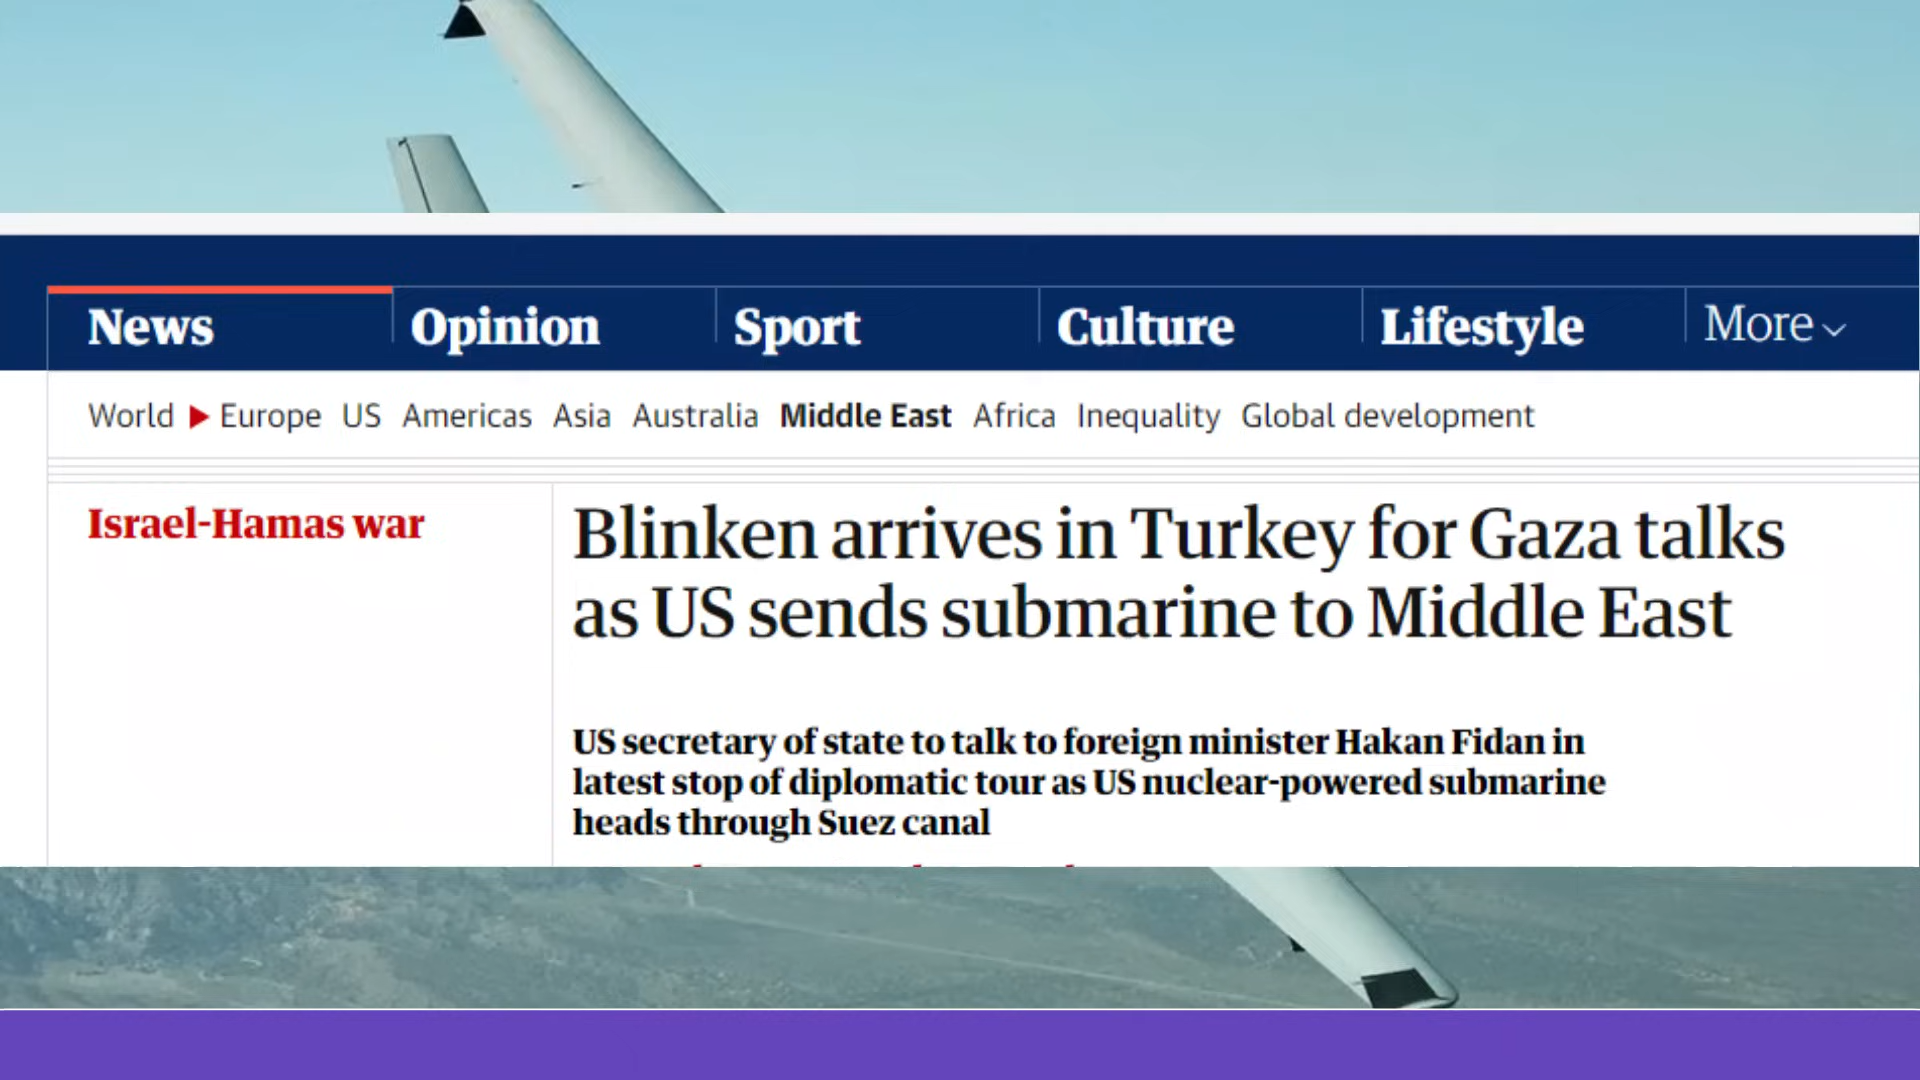 News Opinion Sport Culture Lifestyle More
World Europe US Americas Asia Australia Middle East Africa Inequality Global development
Israel-Hamas war
Blinken arrives in Turkey for Gaza talks
as US sends submarine to Middle East
US secretary of state to talk to foreign minister Hakan Fidan in
latest stop of diplomatic tour as US nuclear-powered submarine
heads through Suez canal